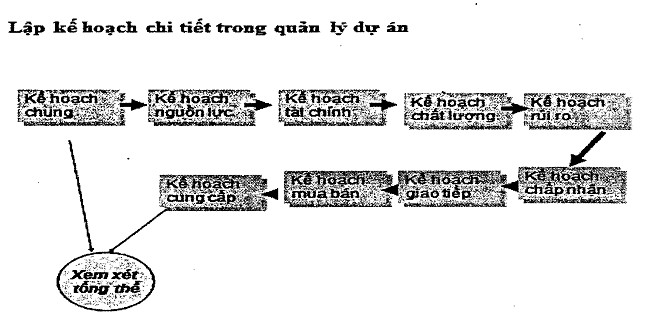 Lập kế hoạch chi tiết trong quản lý dự án
Kế hoạch
chung
Kế hoạch
nguồn lực
Kế hoạch
tài chính
Kế hoạch
chất lượng
Kế hoạch
rủi ro
Kế hoạch
chấp nhận
Kế hoạch
giao tiếp
Kế hoạch
mua bán
Kế hoạch
cung cấp
Xem xét
tổng thể